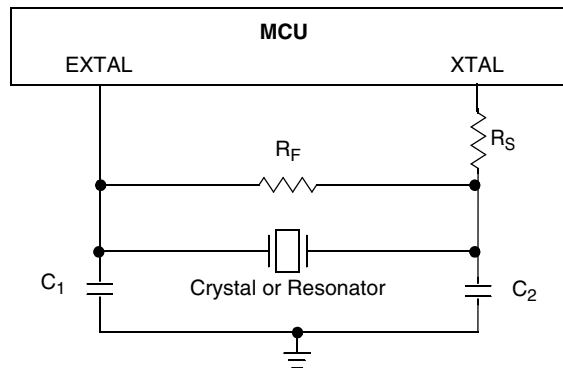 MCU
EXTAL XTAL
R_S
R_F
Crystal or Resonator
C_1
C_2